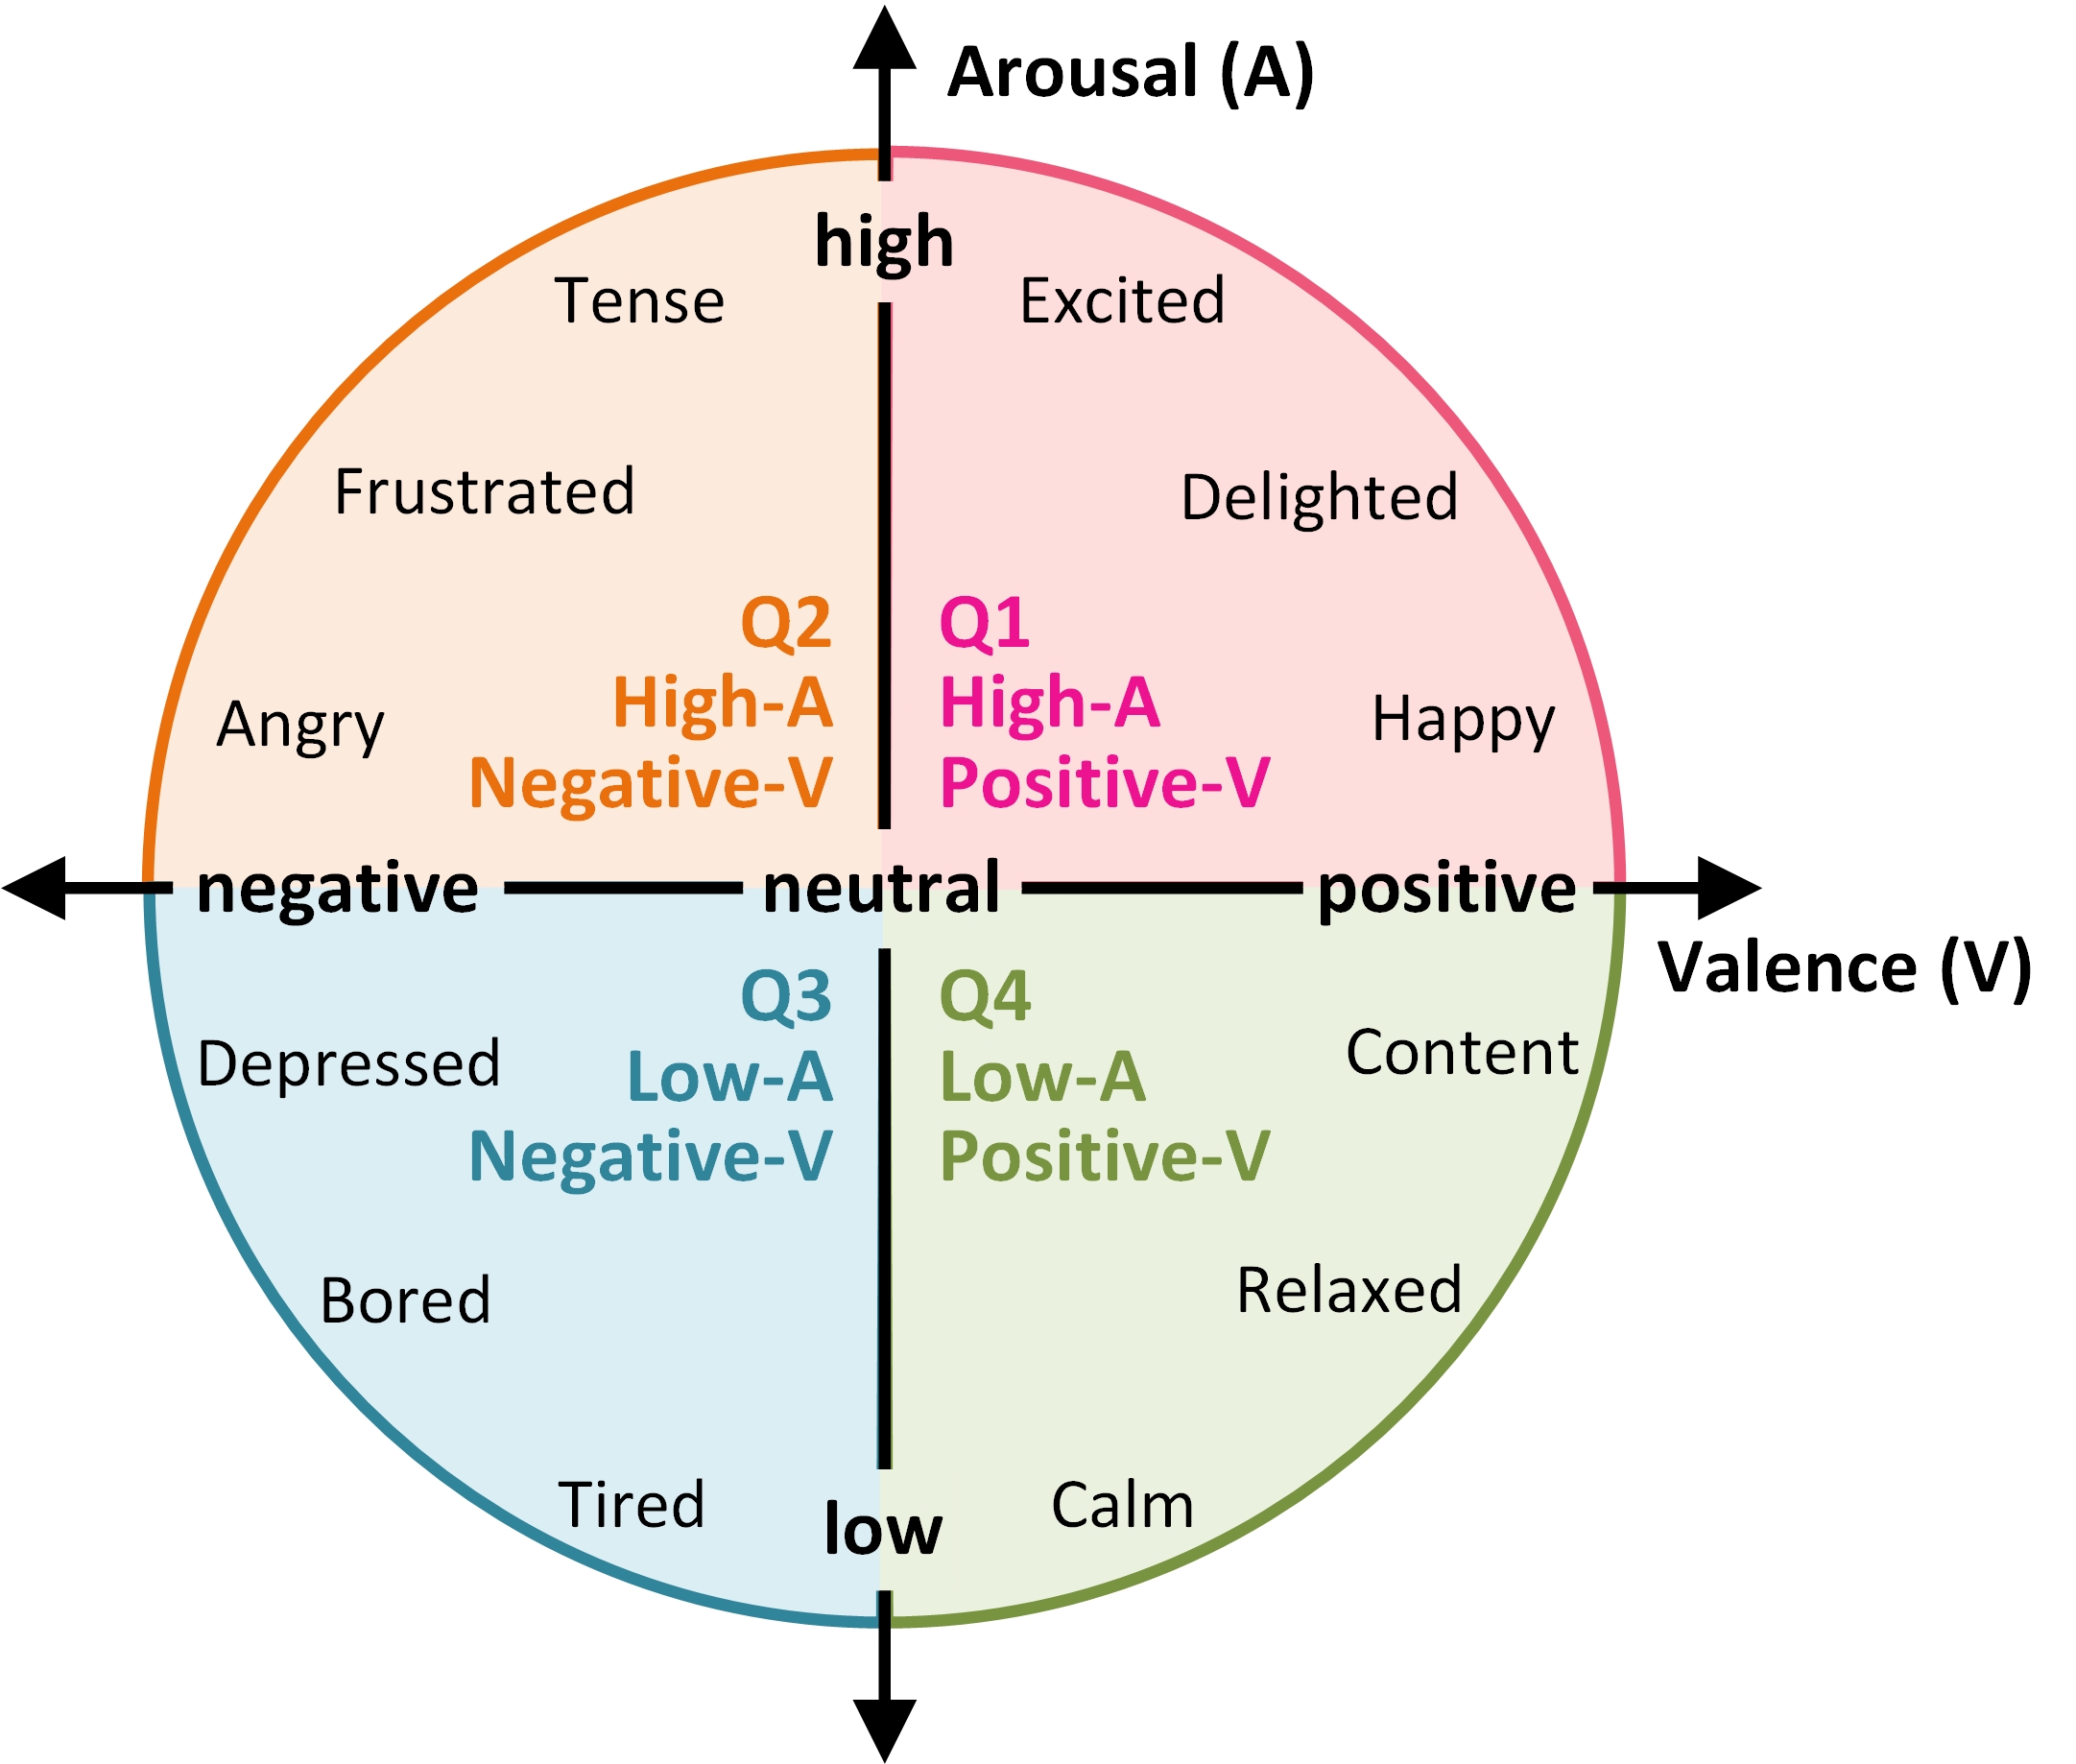 Arousal (A)
high
Tense
Excited
Frustrated
Delighted
Q2
High-A
Negative-V
Q1
High-A
Positive-V
Angry
Happy
negative
neutral
positive
Valence (V)
Q3
Low-A
Negative-V
Q4
Low-A
Positive-V
Depressed
Content
Bored
Relaxed
Tired
Calm
low